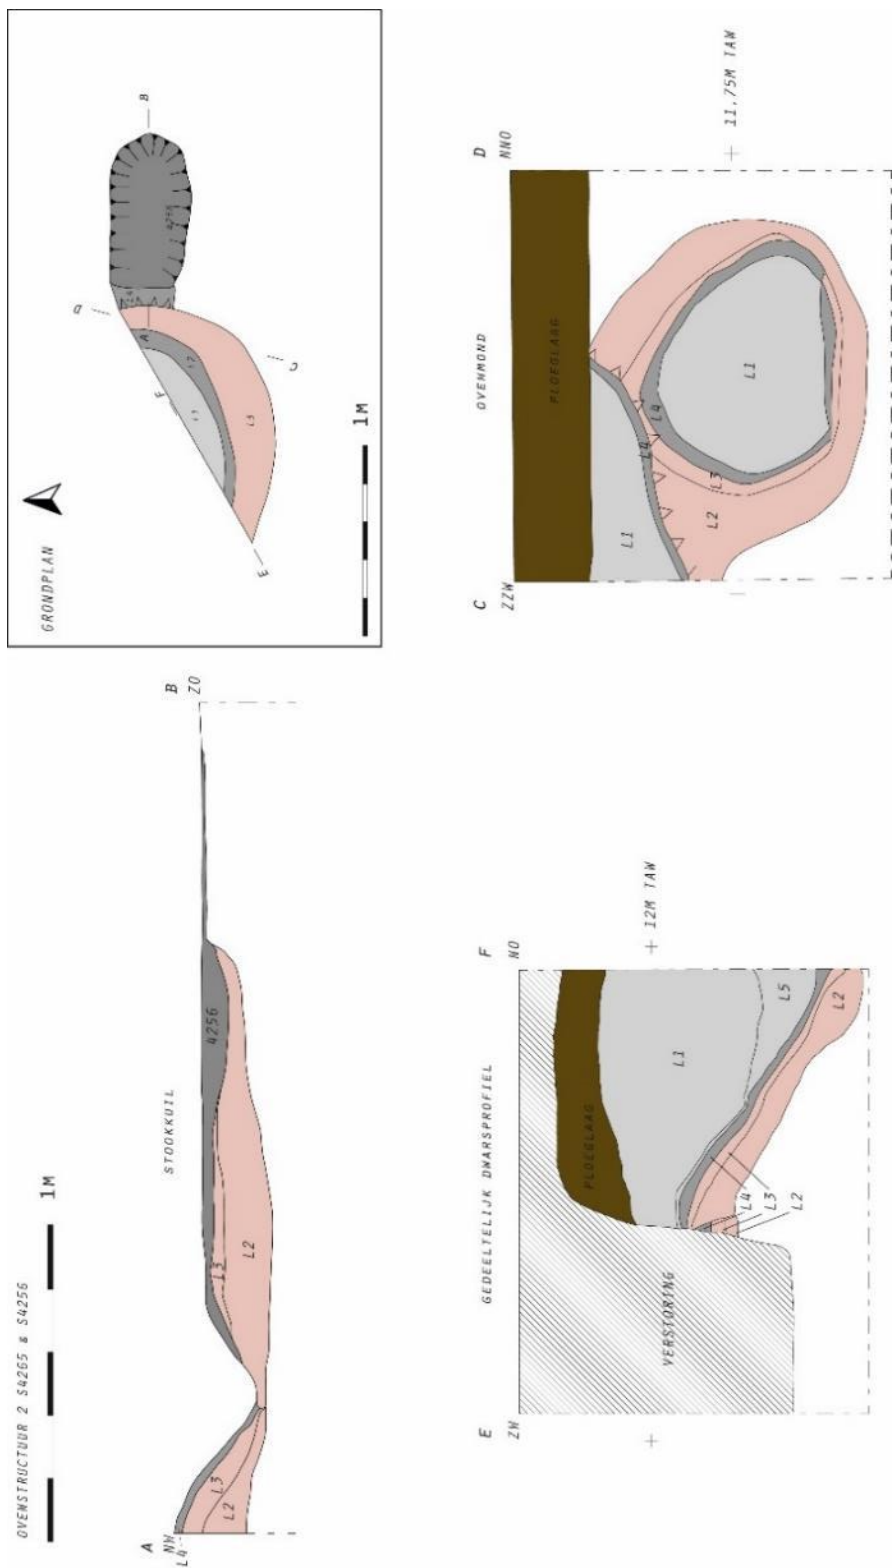 OVENSTRUCTUUR 2 S4265 & S4256
1M
STOOKKUIL
A
NW
B
ZO
L4
L3
L2
L3
L2
4256
GRONDPLAN
E
F
A
D
C
B
4256
L3
1M
GEDEELTELIJK DWARSPROFIEL
E
ZW
F
NO
PLOEGLAAG
12M TAW
L1
VERSTORING
L5
L4
L3
L2
L2
OVENMOND
C
ZZW
D
NNO
PLOEGLAAG
L1
L4
L4
L3
L2
L1
11,75M TAW